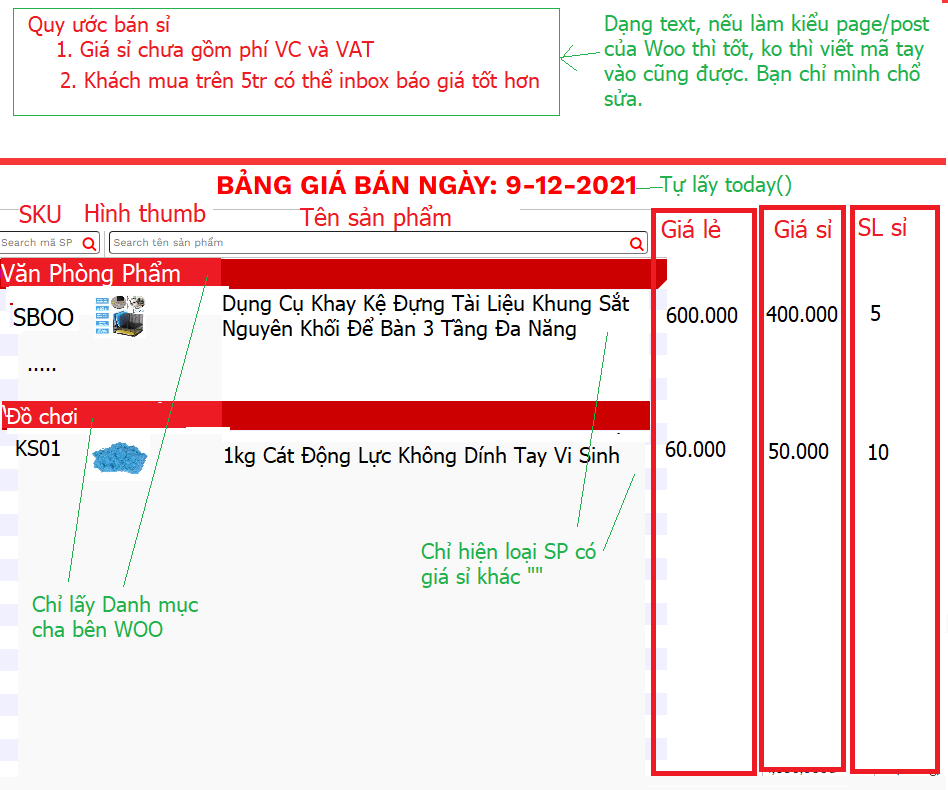 Quy ước bán sỉ
1. Giá sỉ chưa gồm phí VC và VAT
2. Khách mua trên 5tr có thể inbox báo giá tốt hơn
Dạng text, nếu làm kiểu page/post
của Woo thì tốt, ko thì viết mã tay
vào cũng được. Bạn chỉ mình chổ
sửa.
BẢNG GIÁ BÁN NGÀY: 9-12-2021
Tự lấy today()
SKU Hình thumb Tên sản phẩm Giá lẻ Giá sỉ SL sỉ
Search mã SP Search tên sản phẩm
Văn Phòng Phẩm
SBOO Dụng Cụ Khay Kệ Đựng Tài Liệu Khung Sắt
Nguyên Khối Để Bàn 3 Tầng Đa Năng 600.000 400.000 5
.....
Đồ chơi
KS01 1kg Cát Động Lực Không Dính Tay Vi Sinh 60.000 50.000 10
Chỉ hiện loại SP có
giá sỉ khác ""
Chỉ lấy Danh mục
cha bên WOO